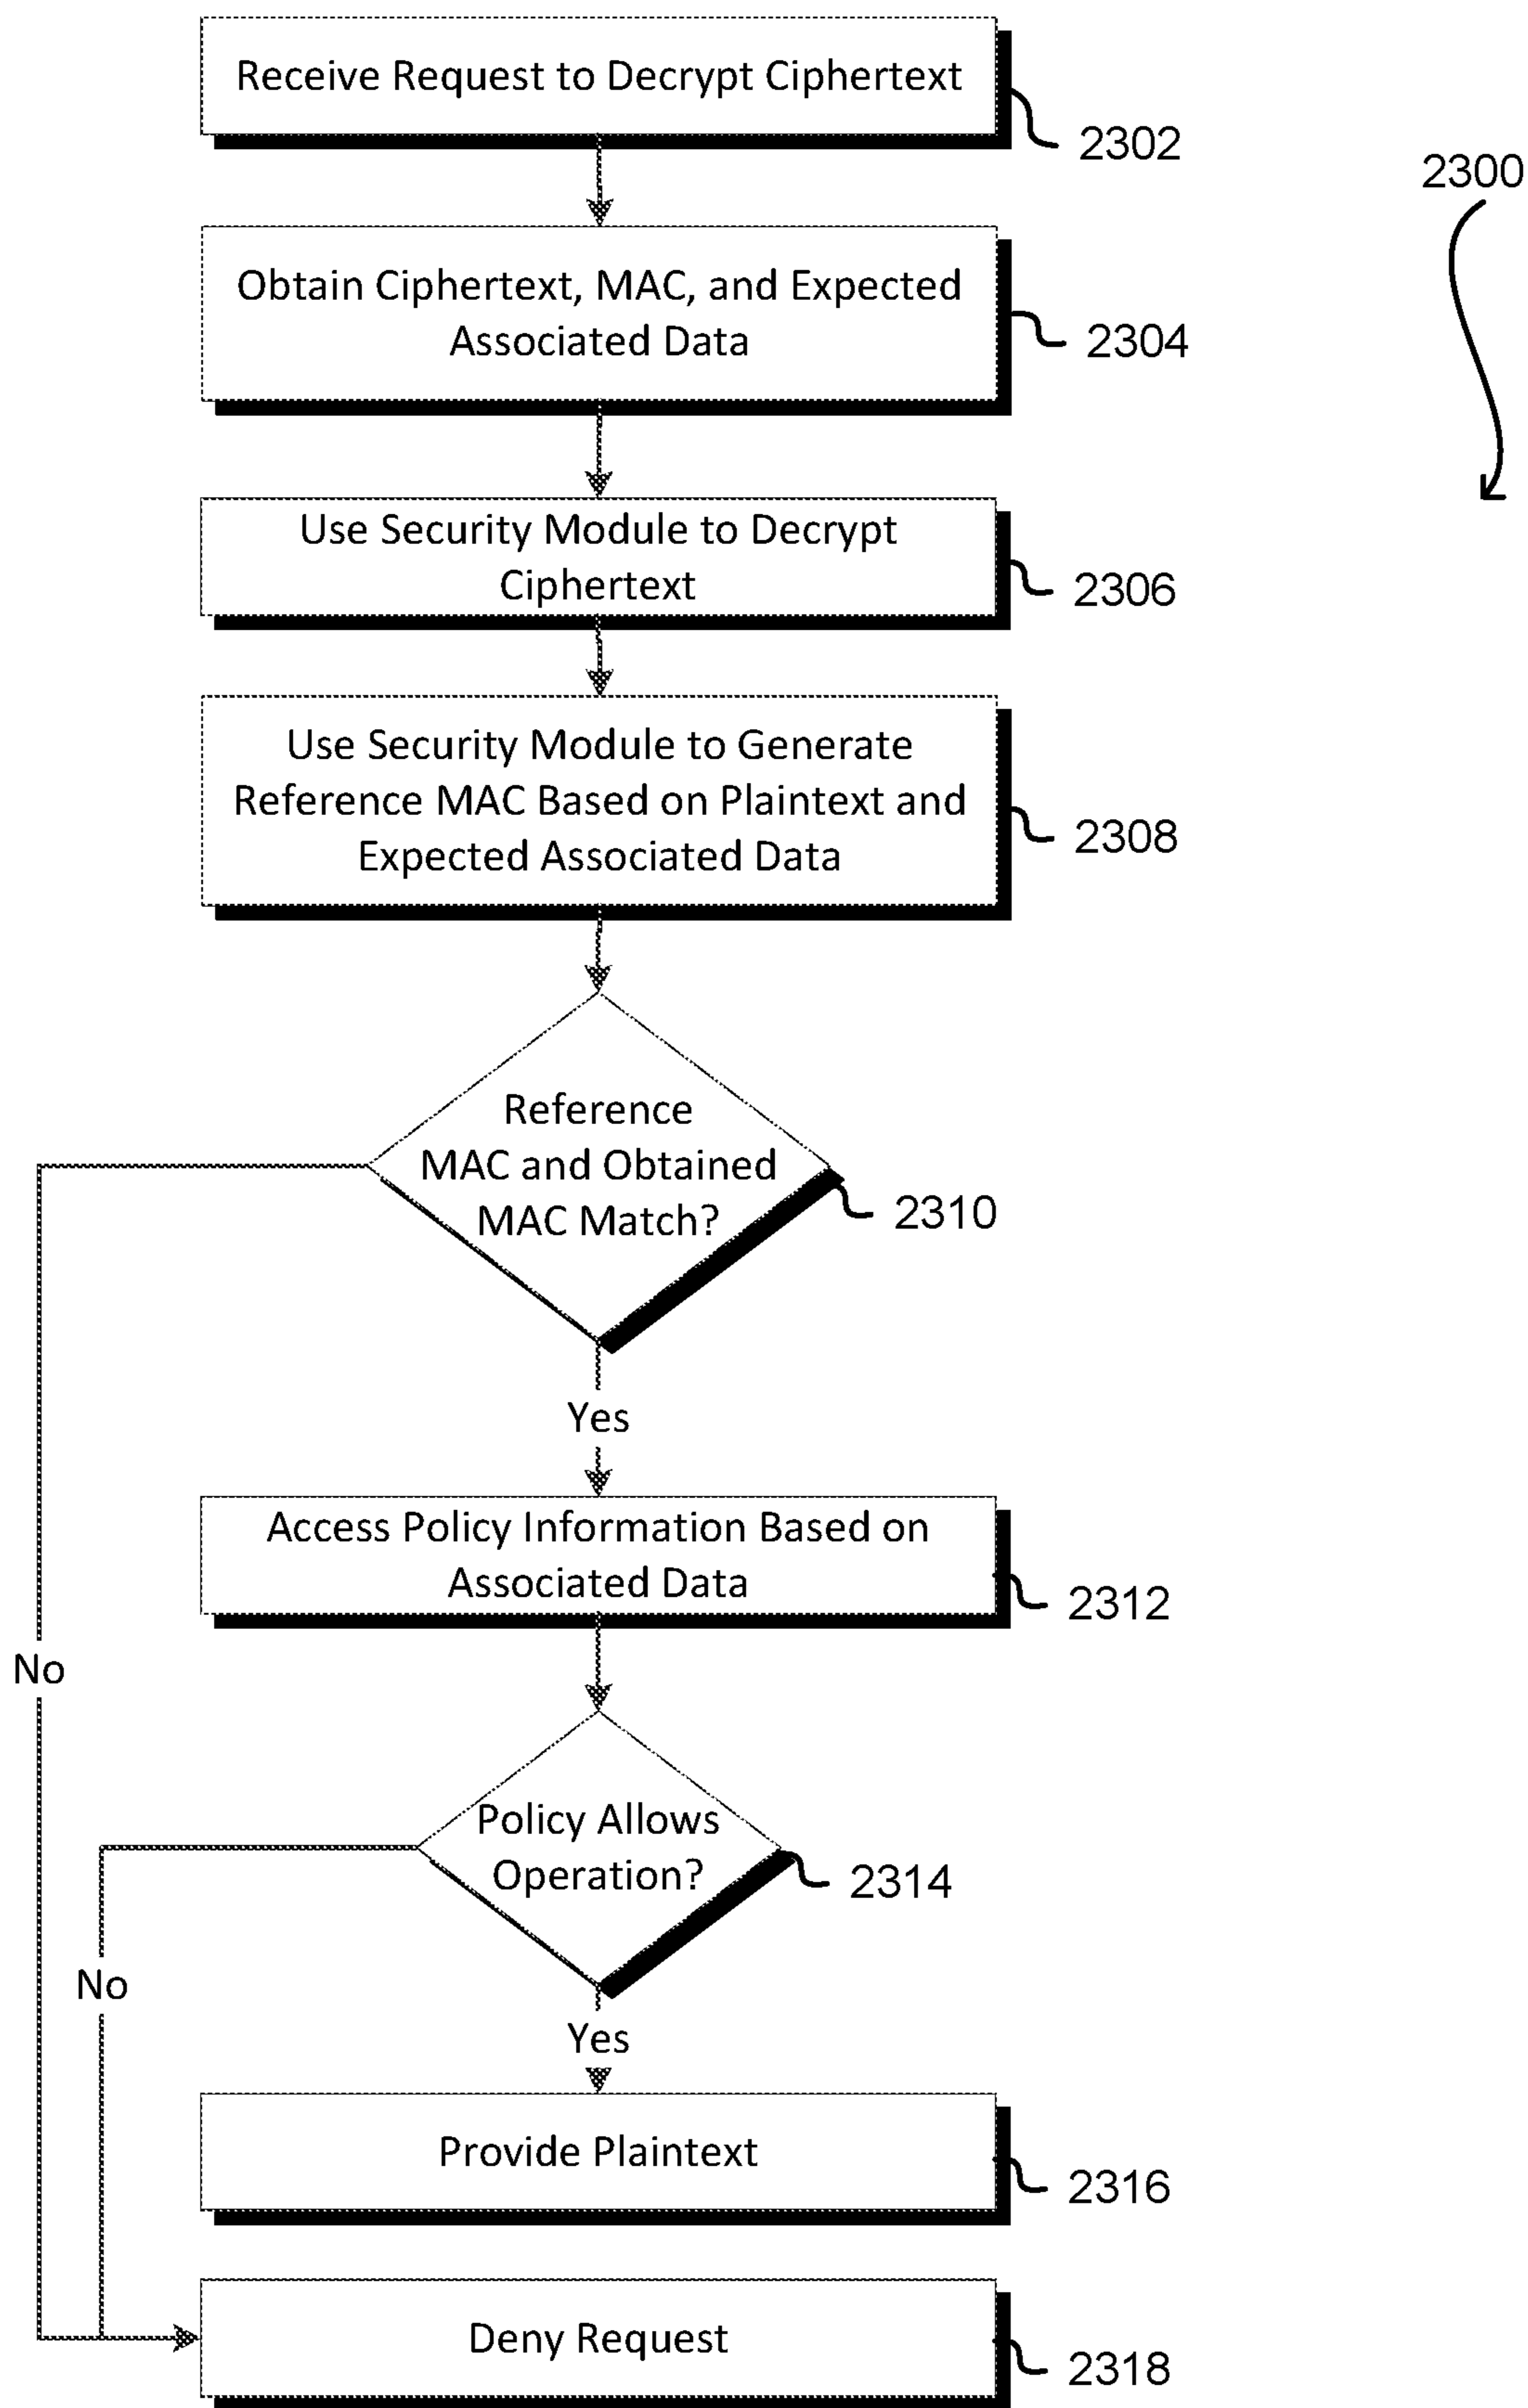 Receive Request to Decrypt Ciphertext
2302
2300
Obtain Ciphertext, MAC, and Expected
Associated Data
2304
Use Security Module to Decrypt
Ciphertext
2306
Use Security Module to Generate
Reference MAC Based on Plaintext and
Expected Associated Data
2308
Reference
MAC and Obtained
MAC Match?
2310
Yes
Access Policy Information Based on
Associated Data
2312
No
Policy Allows
Operation?
2314
No
Yes
Provide Plaintext
2316
Deny Request
2318